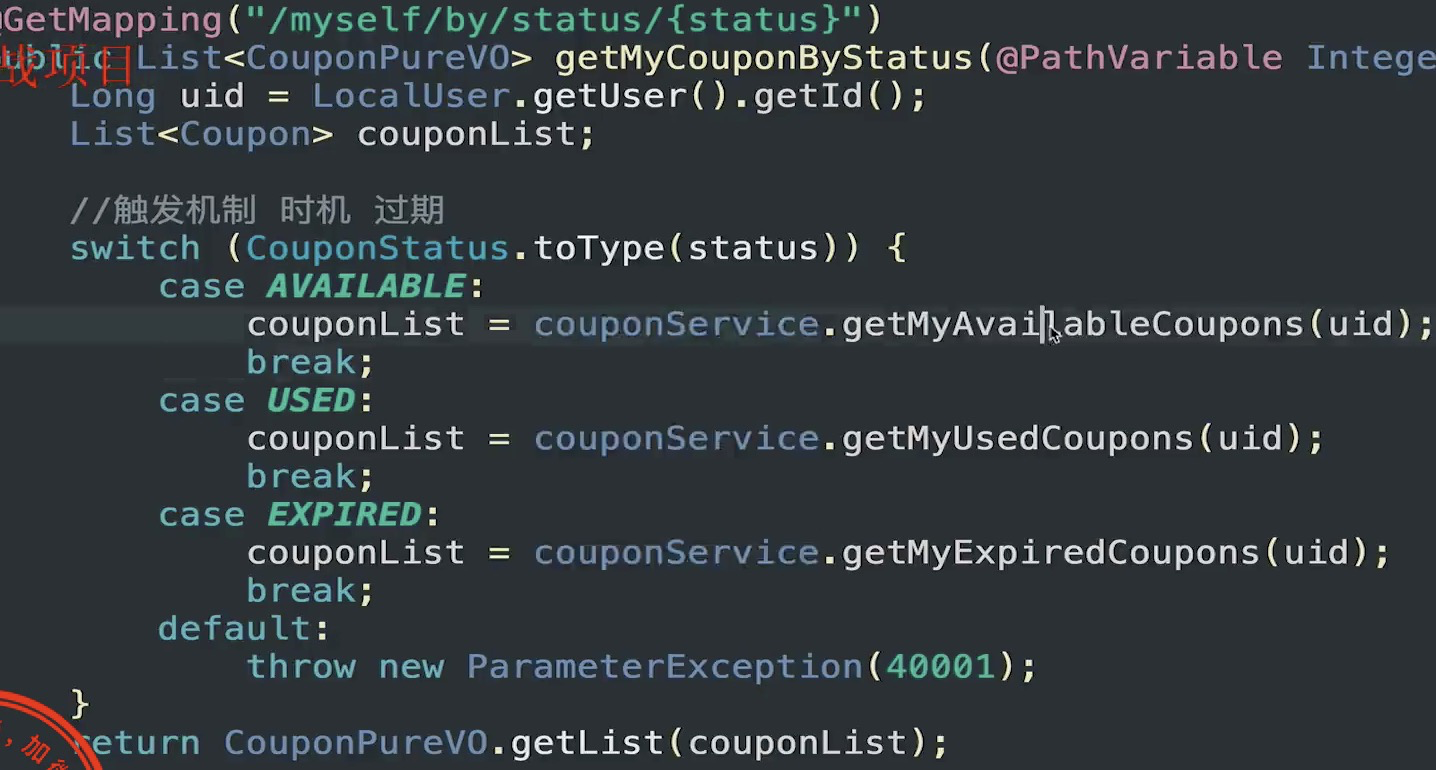 @GetMapping("/myself/by/status/{status}")
public List<CouponPureVO> getMyCouponByStatus(@PathVariable Intege
战项目
Long uid = LocalUser.getUser().getId();
List<Coupon> couponList;
//触发机制 时机 过期
switch (CouponStatus.toType(status)) {
case AVAILABLE:
couponList = couponService.getMyAvailableCoupons(uid);
break;
case USED:
couponList = couponService.getMyUsedCoupons(uid);
break;
case EXPIRED:
couponList = couponService.getMyExpiredCoupons(uid);
break;
default:
throw new ParameterException(40001);
}
return CouponPureVO.getList(couponList);
，加